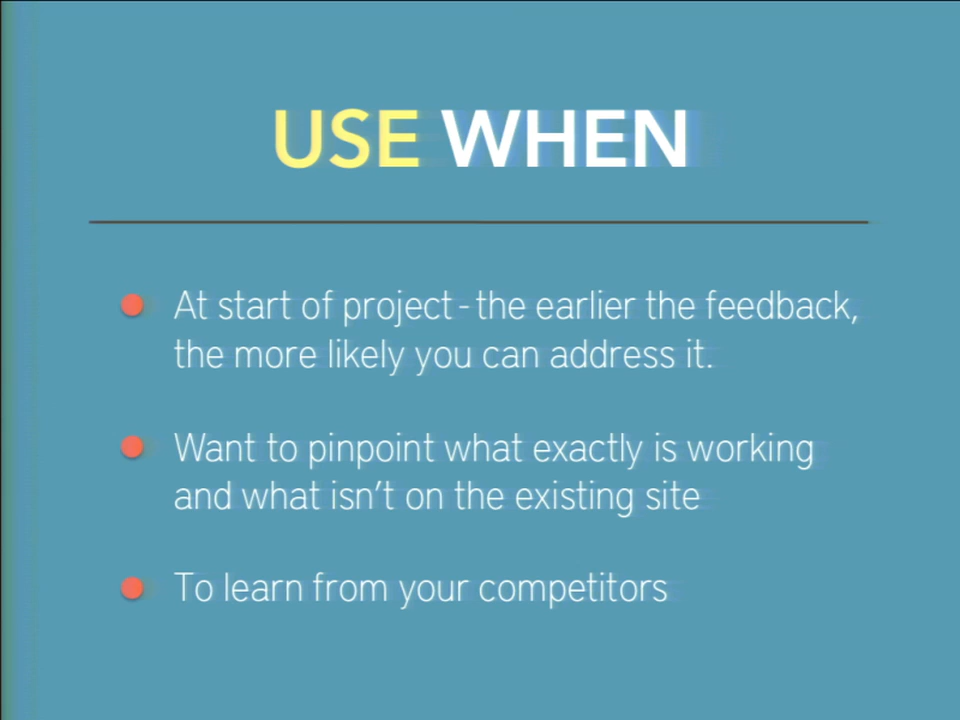 USE WHEN
At start of project - the earlier the feedback,
the more likely you can address it.
Want to pinpoint what exactly is working
and what isn't on the existing site
To learn from your competitors